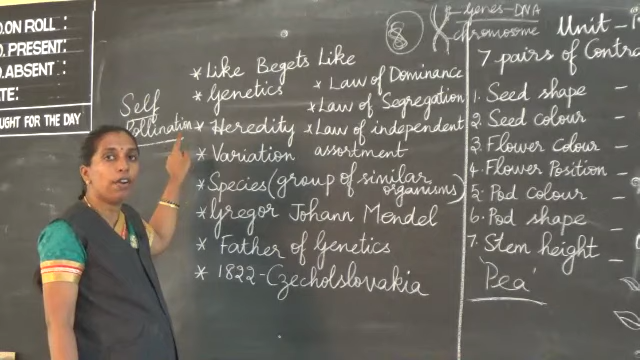 ON ROLL :
PRESENT:
ABSENT :
TE:
UGHT FOR THE DAY
Self
Pollination
* Like Begets Like
* Genetics
* Heredity
* Variation
* Species (group of similar organisms)
* Gregor Johann Mendel
* Father of Genetics
* 1822-Czecholslovakia
* Law of Dominance
* Law of Segregation
* Law of independent
assortment
8
genes-DNA
chromosome
Unit-
7 pairs of Contra
1. Seed shape -
2. Seed colour -
3. Flower Colour -
4. Flower Position -
5. Pod colour -
6. Pod shape -
7. Stem height -
'Pea'